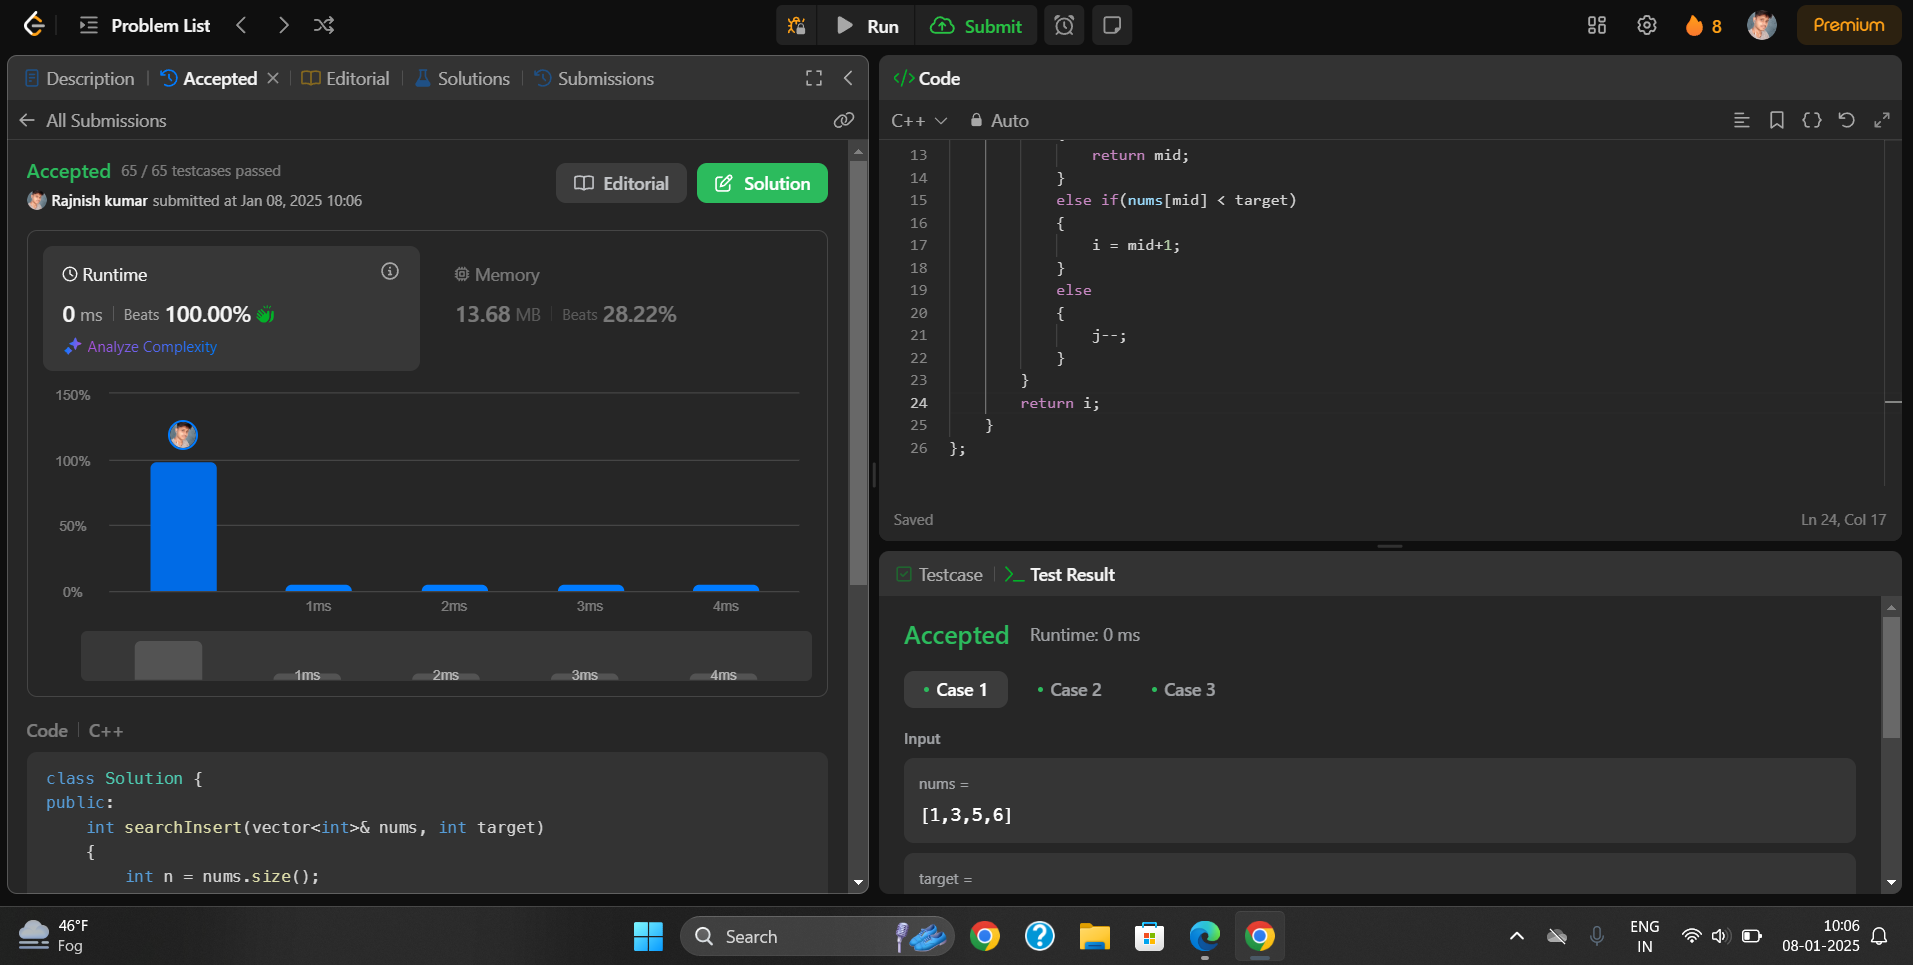 Problem List
Run
Submit
8
Premium
Description
Accepted
Editorial
Solutions
Submissions
All Submissions
Accepted 65 / 65 testcases passed
Rajnish kumar submitted at Jan 08, 2025 10:06
Editorial
Solution
Runtime
0 ms Beats 100.00%
Analyze Complexity
Memory
13.68 MB Beats 28.22%
150%
100%
50%
0%
1ms 2ms 3ms 4ms
1ms 2ms 3ms 4ms
Code C++
class Solution {
public:
int searchInsert(vector<int>& nums, int target)
{
int n = nums.size();
</> Code
C++ Auto
13 return mid;
14 }
15 else if(nums[mid] < target)
16 {
17 i = mid+1;
18 }
19 else
20 {
21 j--;
22 }
23 }
24 return i;
25 }
26 };
Saved
Ln 24, Col 17
Testcase
Test Result
Accepted Runtime: 0 ms
Case 1 Case 2 Case 3
Input
nums =
[1,3,5,6]
target =
46°F
Fog
Search
ENG
IN
10:06
08-01-2025